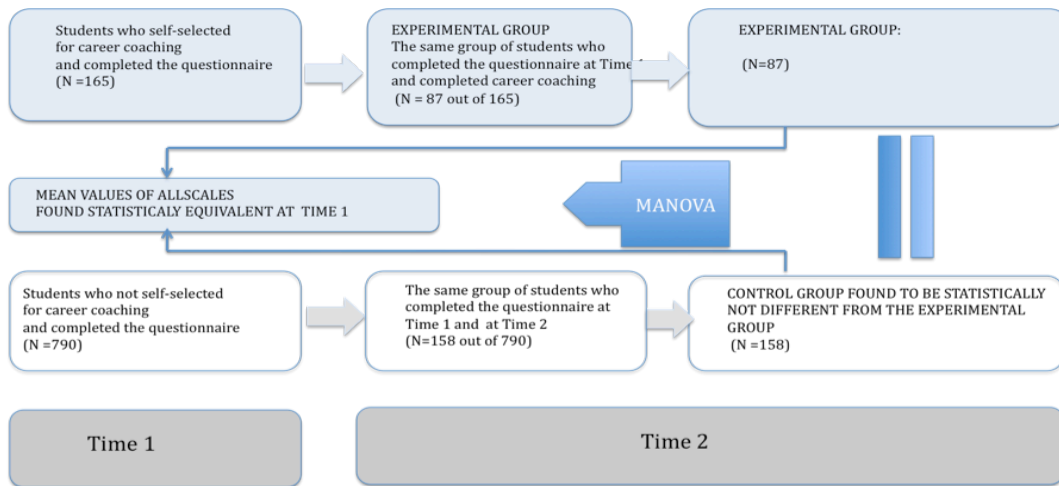 Students who self-selected
for career coaching
and completed the questionnaire
(N =165)
EXPERIMENTAL GROUP
The same group of students who
completed the questionnaire at Time
and completed career coaching
(N = 87 out of 165)
EXPERIMENTAL GROUP:
(N=87)
MEAN VALUES OF ALLSCALES
FOUND STATISTICALY EQUIVALENT AT TIME 1
MANOVA
Students who not self-selected
for career coaching
and completed the questionnaire
(N =790)
The same group of students who
completed the questionnaire at
Time 1 and at Time 2
(N=158 out of 790)
CONTROL GROUP FOUND TO BE STATISTICALLY
NOT DIFFERENT FROM THE EXPERIMENTAL
GROUP
(N =158)
Time 1
Time 2